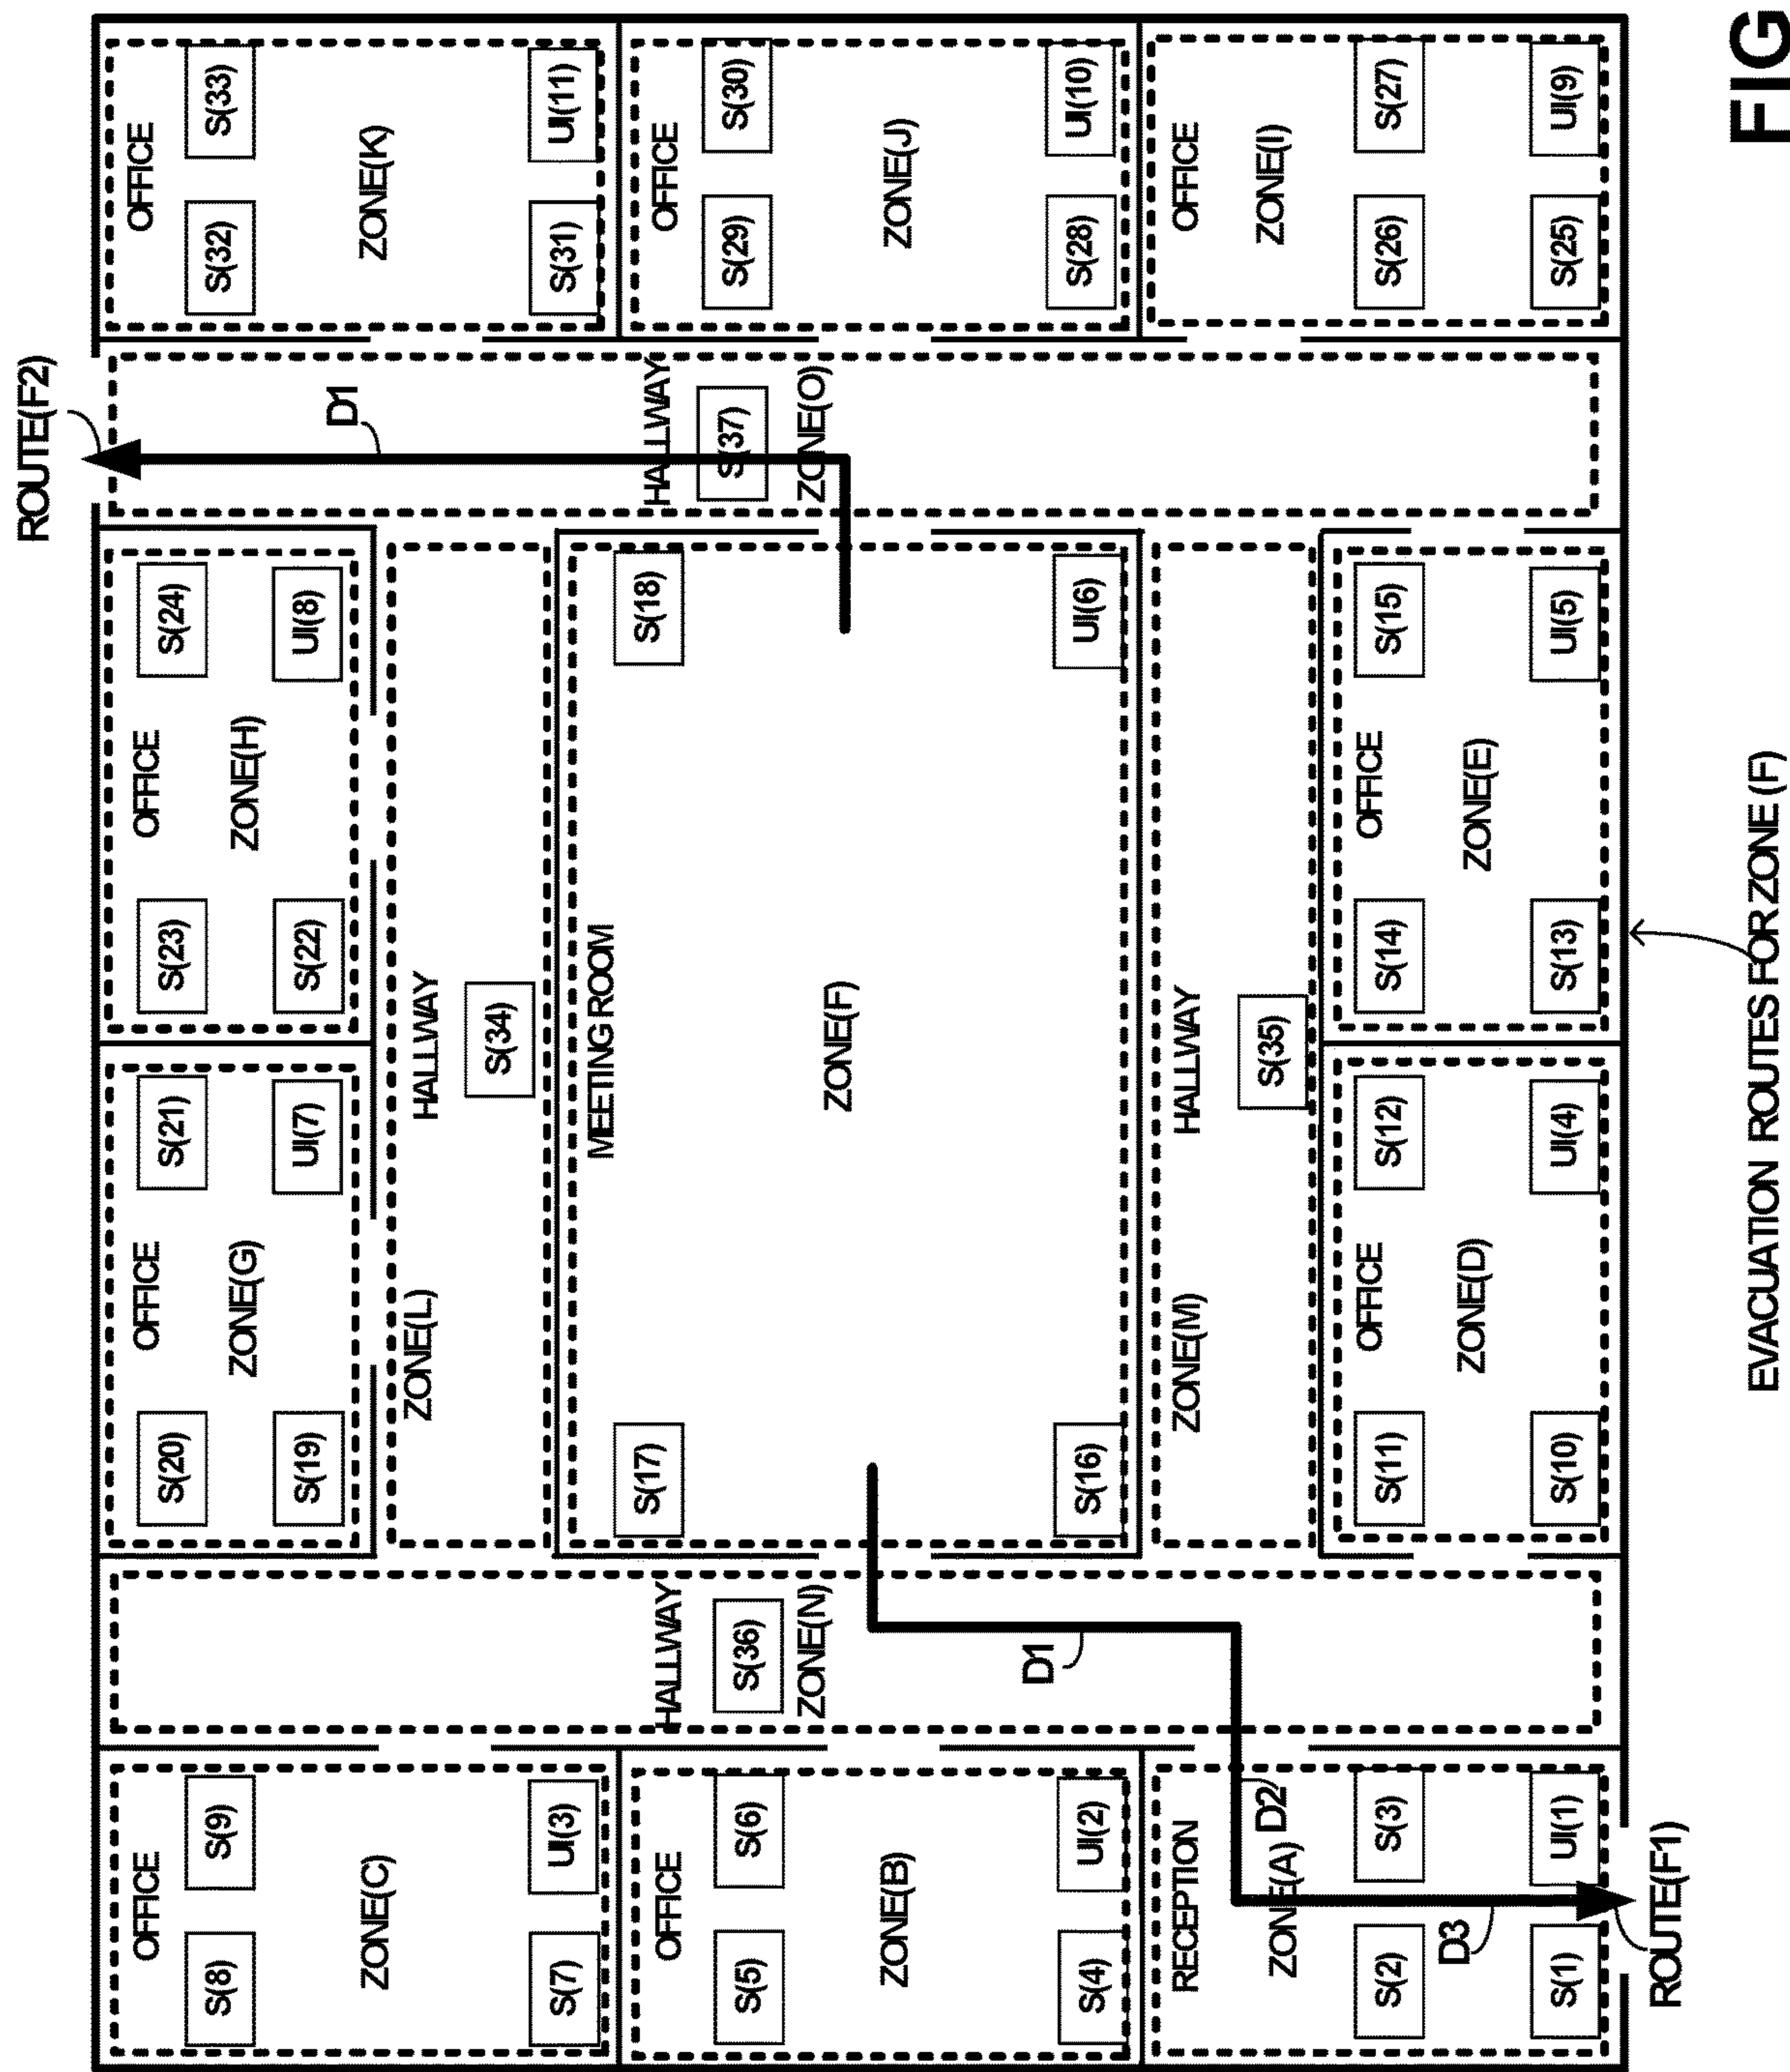 ROUTE(F2)
OFFICE
S(8)
S(9)
ZONE(C)
S(7)
UI(3)
OFFICE
S(20)
S(21)
ZONE(G)
S(19)
UI(7)
OFFICE
S(23)
S(24)
ZONE(H)
S(22)
UI(8)
OFFICE
S(32)
S(33)
ZONE(K)
S(31)
UI(11)
D1
ZONE(L)
HALLWAY
S(34)
OFFICE
S(5)
S(6)
ZONE(B)
S(4)
UI(2)
HALLWAY
S(36)
ZONE(N)
MEETING ROOM
S(17)
S(18)
ZONE(F)
S(16)
UI(6)
HALLWAY
S(37)
ZONE(O)
OFFICE
S(29)
S(30)
ZONE(J)
S(28)
UI(10)
D1
RECEPTION
D2
ZONE(A)
S(2)
S(3)
D3
S(1)
UI(1)
ZONE(M)
HALLWAY
S(35)
OFFICE
S(11)
S(12)
ZONE(D)
S(10)
UI(4)
OFFICE
S(14)
S(15)
ZONE(E)
S(13)
UI(5)
OFFICE
ZONE(I)
S(26)
S(27)
S(25)
UI(9)
ROUTE(F1)
EVACUATION ROUTES FOR ZONE (F)
FIG